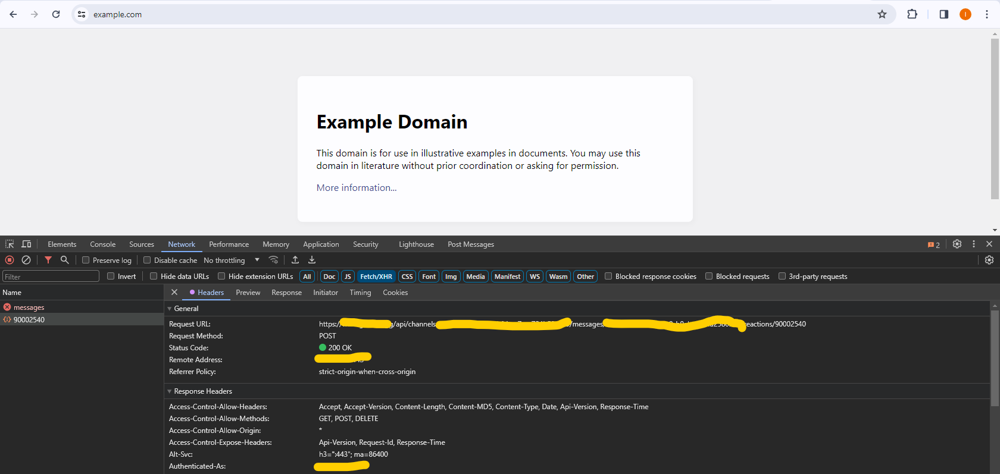 example.com
I
Example Domain
This domain is for use in illustrative examples in documents. You may use this
domain in literature without prior coordination or asking for permission.
More information...
Elements Console Sources Network Performance Memory Application Security Lighthouse Post Messages 2
Preserve log Disable cache No throttling
Filter Invert Hide data URLs Hide extension URLs All Doc JS Fetch/XHR CSS Font Img Media Manifest WS Wasm Other Blocked response cookies Blocked requests 3rd-party requests
Name
messages
90002540
Headers Preview Response Initiator Timing Cookies
General
Request URL: https:/ g/api/channels /messages/ reactions/90002540
Request Method: POST
Status Code: 200 OK
Remote Address:
Referrer Policy: strict-origin-when-cross-origin
Response Headers
Access-Control-Allow-Headers: Accept, Accept-Version, Content-Length, Content-MD5, Content-Type, Date, Api-Version, Response-Time
Access-Control-Allow-Methods: GET, POST, DELETE
Access-Control-Allow-Origin: *
Access-Control-Expose-Headers: Api-Version, Request-Id, Response-Time
Alt-Svc: h3=":443"; ma=86400
Authenticated-As: